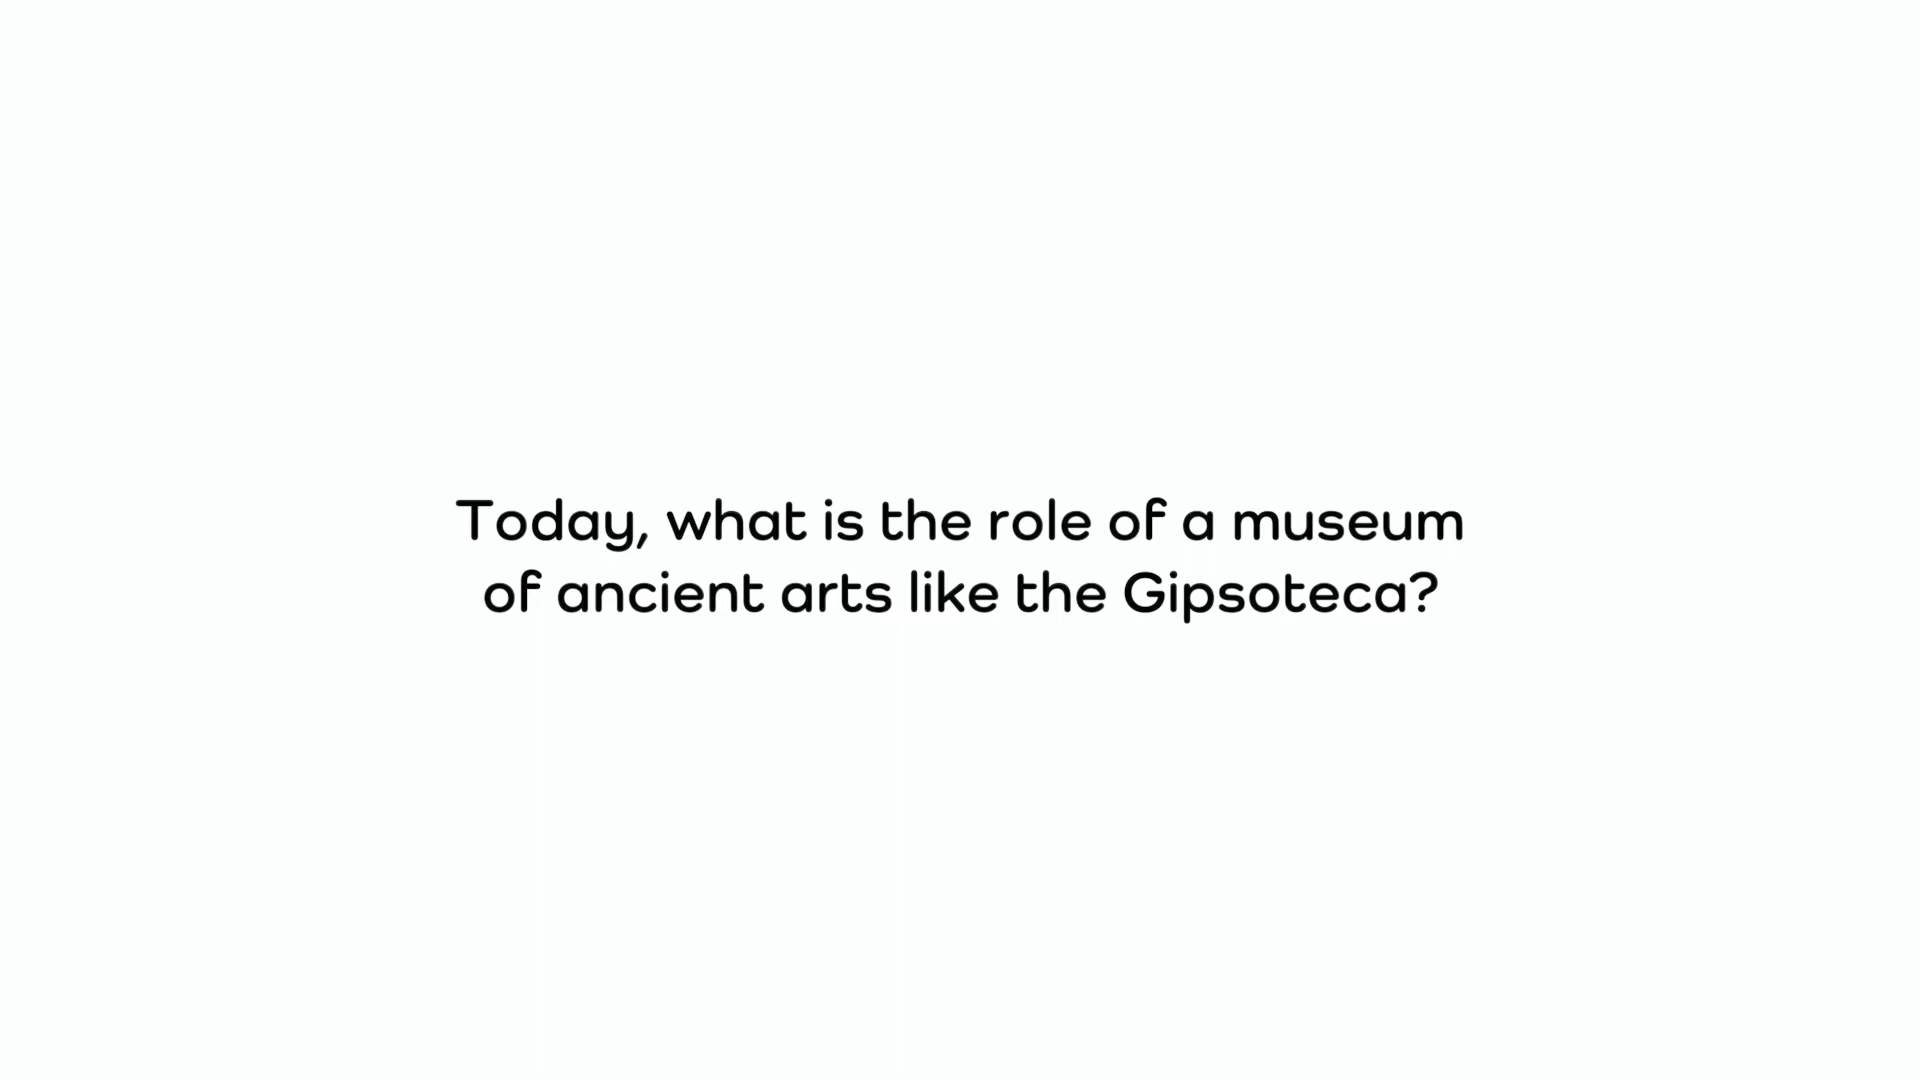 Today, what is the role of a museum
of ancient arts like the Gipsoteca?